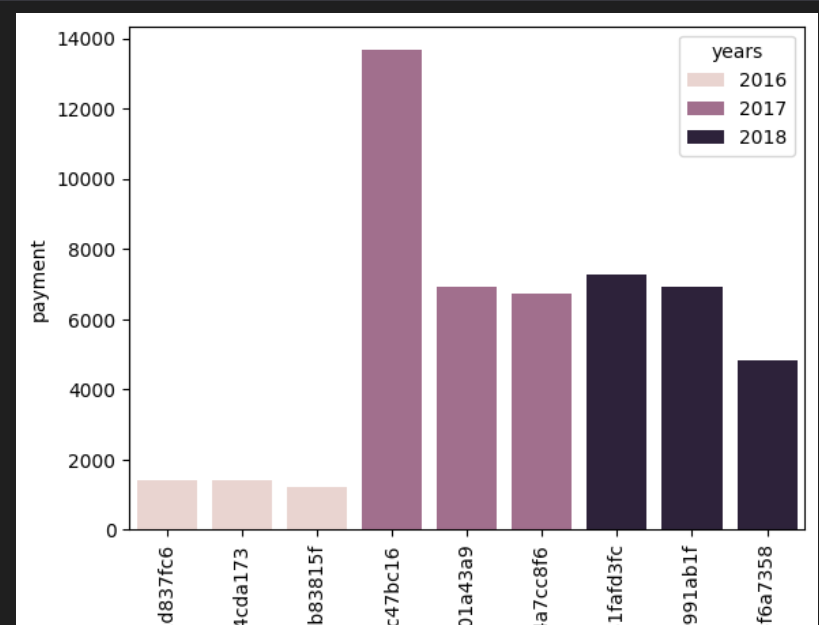 14000
12000
10000
8000
6000
4000
2000
0
payment
years
2016
2017
2018
d837fc6
4cda173
b83815f
c47bc16
01a43a9
4a7cc8f6
1fafd3fc
991ab1f
f6a7358